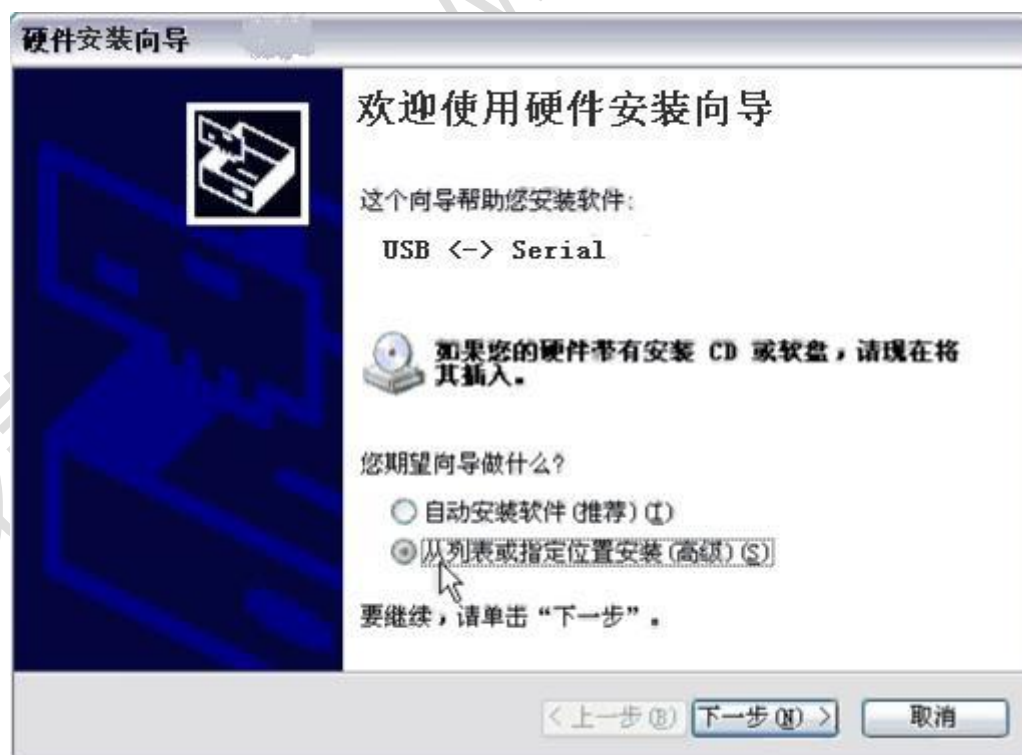 硬件安装向导
欢迎使用硬件安装向导
这个向导帮助您安装软件:
USB <-> Serial
如果您的硬件带有安装 CD 或软盘，请现在将
其插入。
您期望向导做什么?
自动安装软件(推荐)(I)
从列表或指定位置安装(高级)(S)
要继续，请单击“下一步”。
<上一步(B) 下一步(N)> 取消